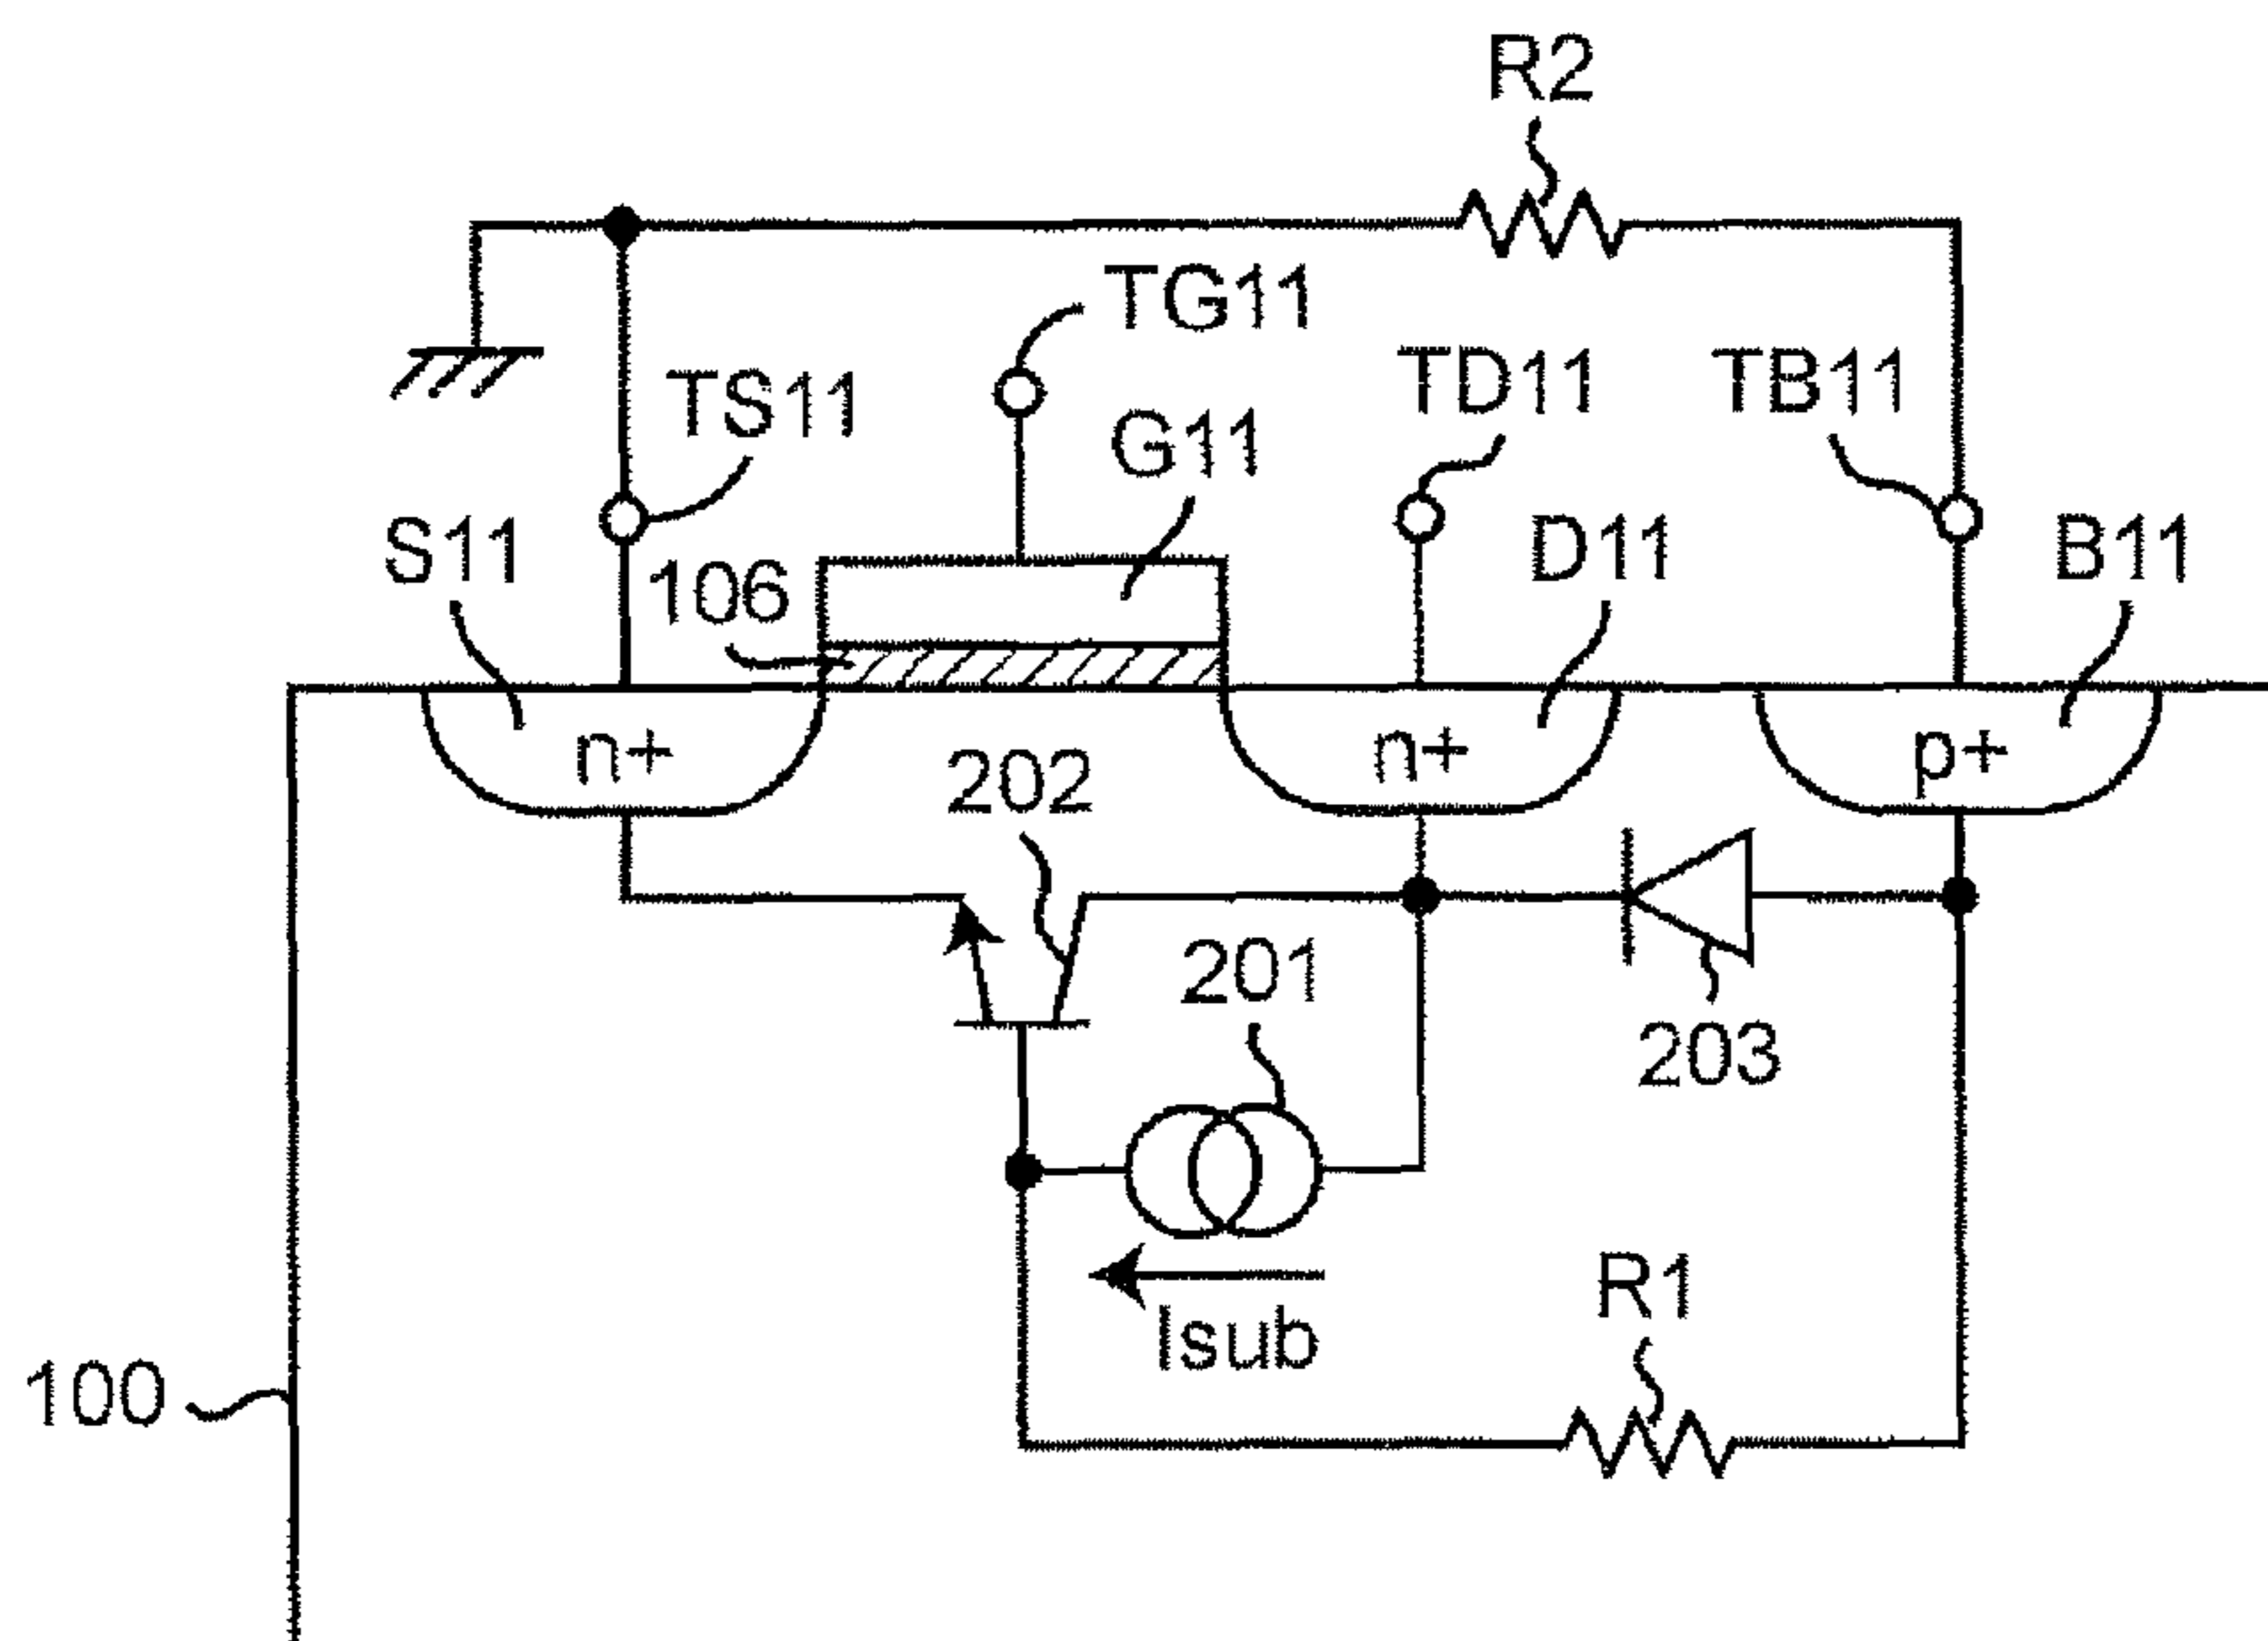 R2
TG11
TS11
TD11
TB11
G11
S11
106
D11
B11
n+
n+
p+
202
201
203
Isub
R1
100